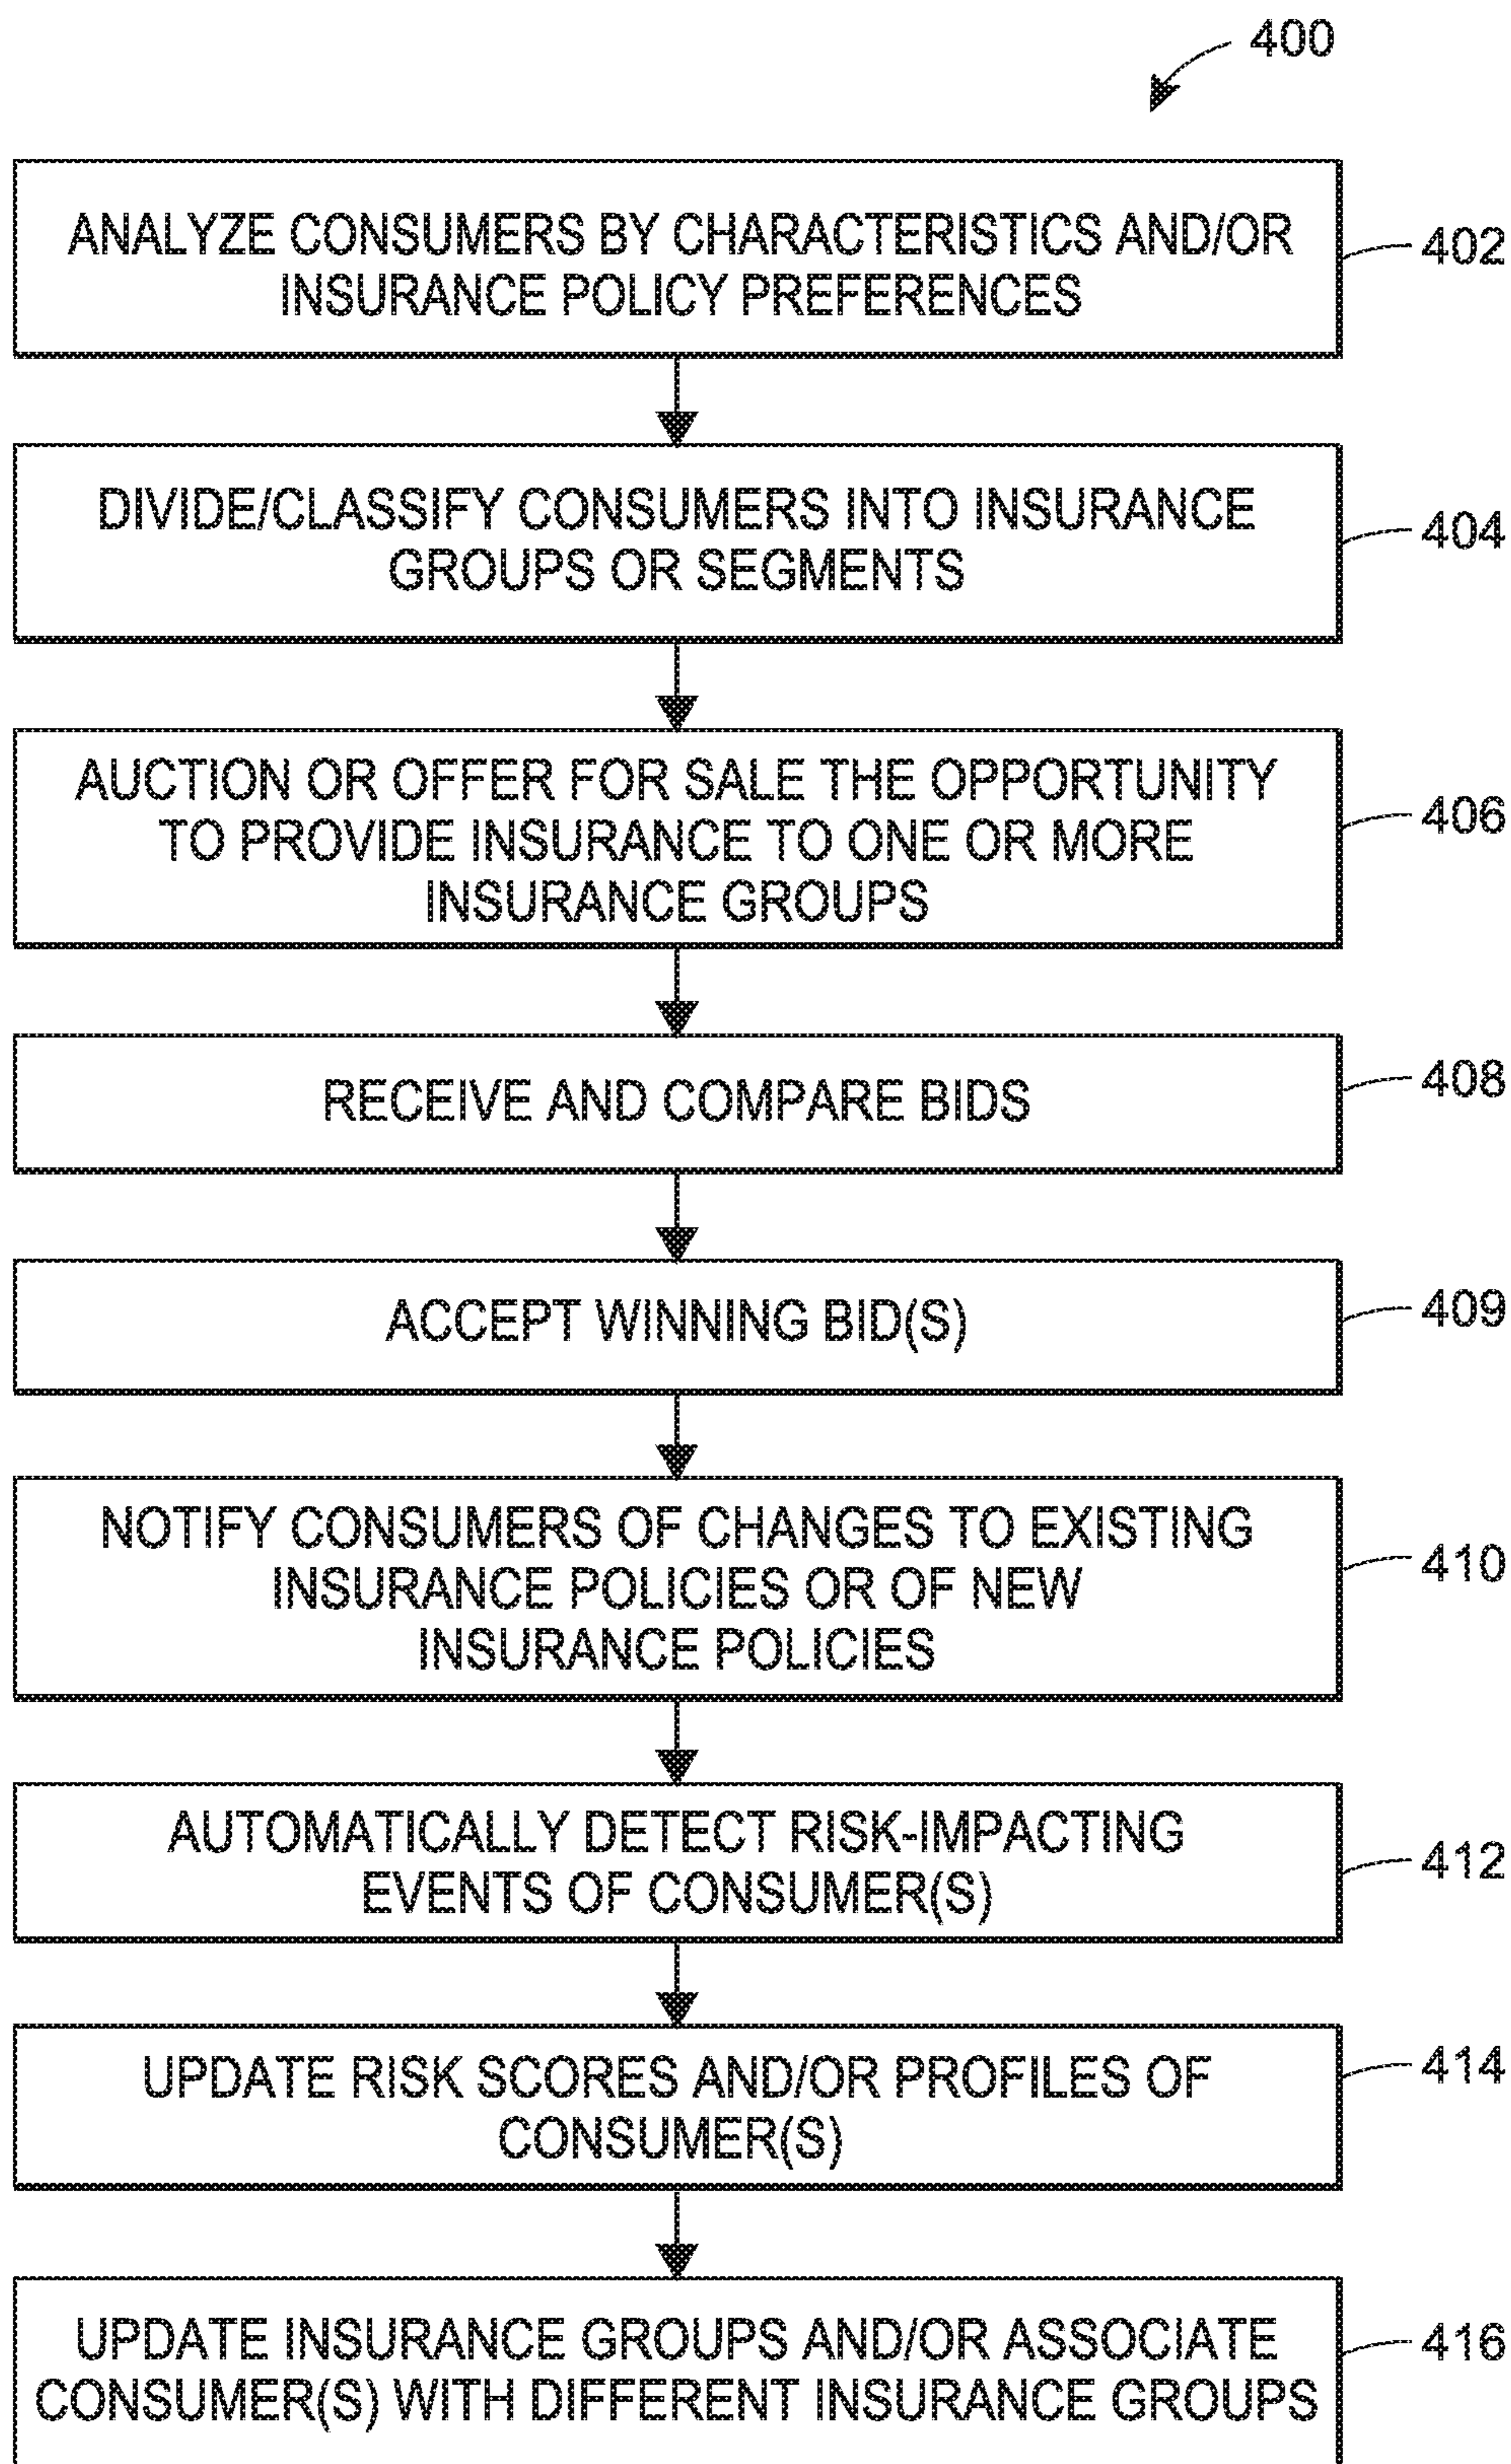 400
ANALYZE CONSUMERS BY CHARACTERISTICS AND/OR
INSURANCE POLICY PREFERENCES
402
DIVIDE/CLASSIFY CONSUMERS INTO INSURANCE
GROUPS OR SEGMENTS
404
AUCTION OR OFFER FOR SALE THE OPPORTUNITY
TO PROVIDE INSURANCE TO ONE OR MORE
INSURANCE GROUPS
406
RECEIVE AND COMPARE BIDS
408
ACCEPT WINNING BID(S)
409
NOTIFY CONSUMERS OF CHANGES TO EXISTING
INSURANCE POLICIES OR OF NEW
INSURANCE POLICIES
410
AUTOMATICALLY DETECT RISK-IMPACTING
EVENTS OF CONSUMER(S)
412
UPDATE RISK SCORES AND/OR PROFILES OF
CONSUMER(S)
414
UPDATE INSURANCE GROUPS AND/OR ASSOCIATE
CONSUMER(S) WITH DIFFERENT INSURANCE GROUPS
416